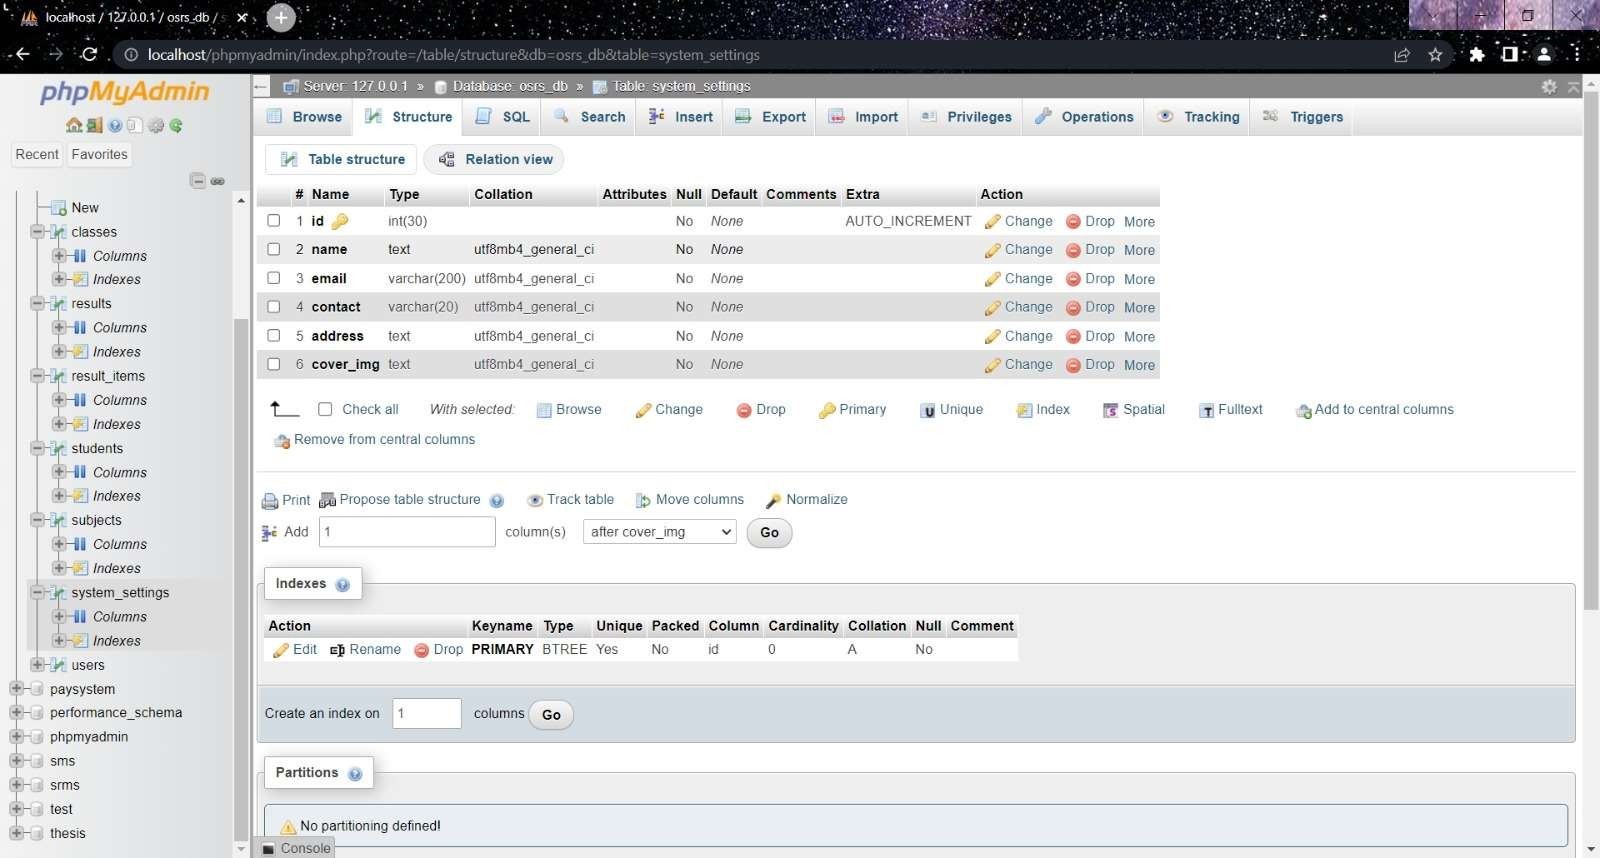 localhost / 127.0.0.1 / osrs_db / s
localhost/phpmyadmin/index.php?route=/table/structure&db=osrs_db&table=system_settings
phpMyAdmin
Recent Favorites
New
classes
Columns
Indexes
results
Columns
Indexes
result_items
Columns
Indexes
students
Columns
Indexes
subjects
Columns
Indexes
system_settings
Columns
Indexes
users
paysystem
performance_schema
phpmyadmin
sms
srms
test
thesis
Server: 127.0.0.1 » Database: osrs_db » Table: system_settings
Browse Structure SQL Search Insert Export Import Privileges Operations Tracking Triggers
Table structure Relation view
# Name Type Collation Attributes Null Default Comments Extra Action
1 id int(30) No None AUTO_INCREMENT Change Drop More
2 name text utf8mb4_general_ci No None Change Drop More
3 email varchar(200) utf8mb4_general_ci No None Change Drop More
4 contact varchar(20) utf8mb4_general_ci No None Change Drop More
5 address text utf8mb4_general_ci No None Change Drop More
6 cover_img text utf8mb4_general_ci No None Change Drop More
Check all With selected: Browse Change Drop Primary Unique Index Spatial Fulltext Add to central columns
Remove from central columns
Print Propose table structure Track table Move columns Normalize
Add 1 column(s) after cover_img Go
Indexes
Action Keyname Type Unique Packed Column Cardinality Collation Null Comment
Edit Rename Drop PRIMARY BTREE Yes No id 0 A No
Create an index on 1 columns Go
Partitions
No partitioning defined!
Console